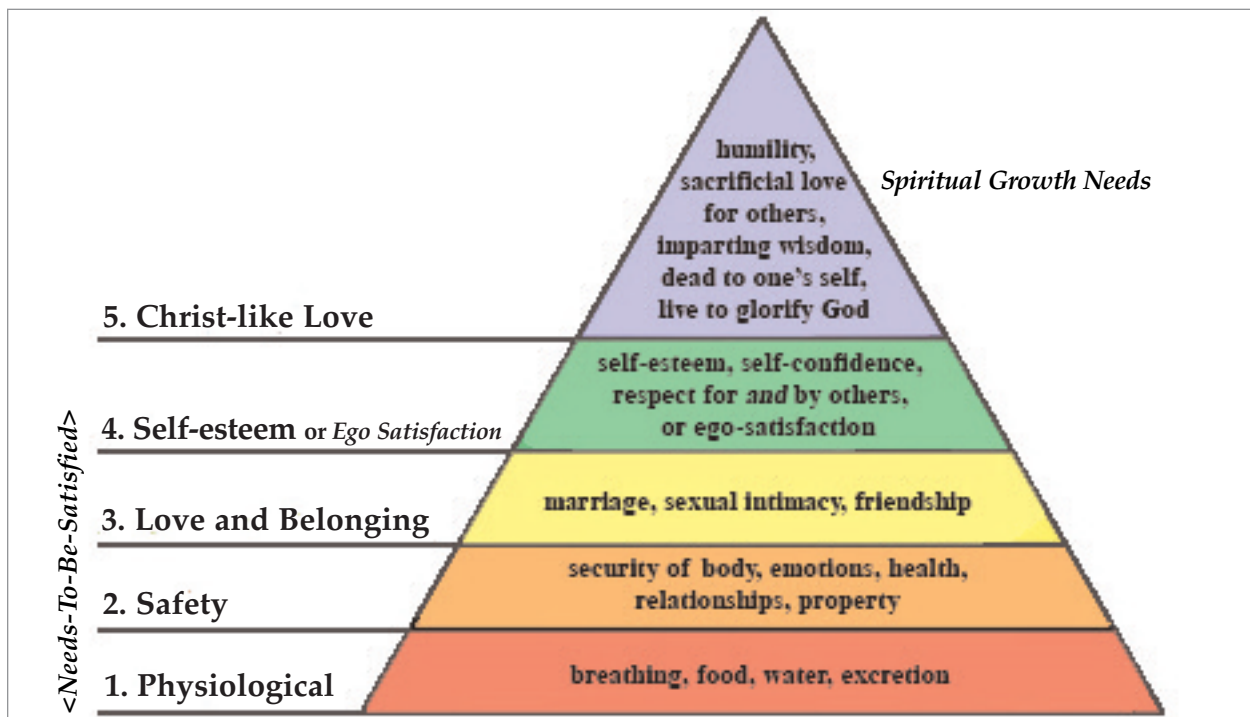 humility,
sacrificial love
for others,
imparting wisdom,
dead to one's self,
live to glorify God
Spiritual Growth Needs
5. Christ-like Love
self-esteem, self-confidence,
respect for and by others,
or ego-satisfaction
4. Self-esteem or Ego Satisfaction
marriage, sexual intimacy, friendship
3. Love and Belonging
security of body, emotions, health,
relationships, property
2. Safety
breathing, food, water, excretion
1. Physiological
<Needs-To-Be-Satisfied>